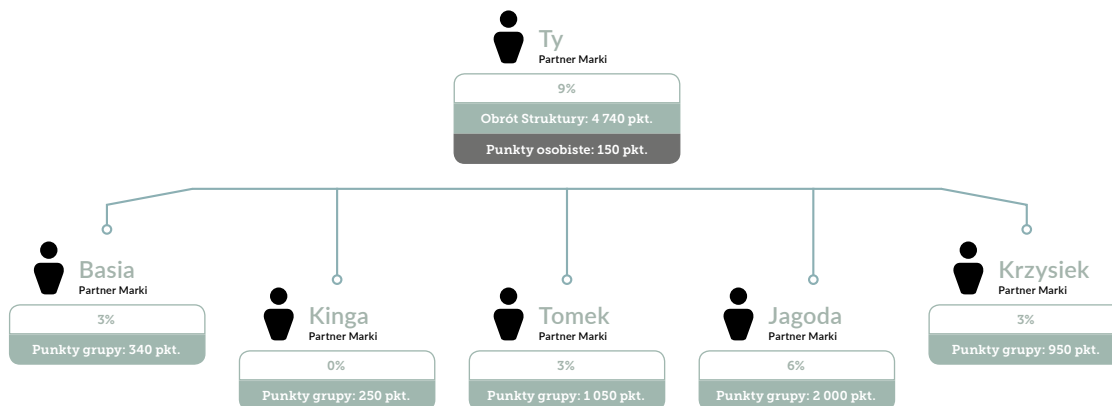 Ty
Partner Marki
9%
Obrót Struktury: 4 740 pkt.
Punkty osobiste: 150 pkt.
Basia
Partner Marki
3%
Punkty grupy: 340 pkt.
Kinga
Partner Marki
0%
Punkty grupy: 250 pkt.
Tomek
Partner Marki
3%
Punkty grupy: 1 050 pkt.
Jagoda
Partner Marki
6%
Punkty grupy: 2 000 pkt.
Krzysiek
Partner Marki
3%
Punkty grupy: 950 pkt.